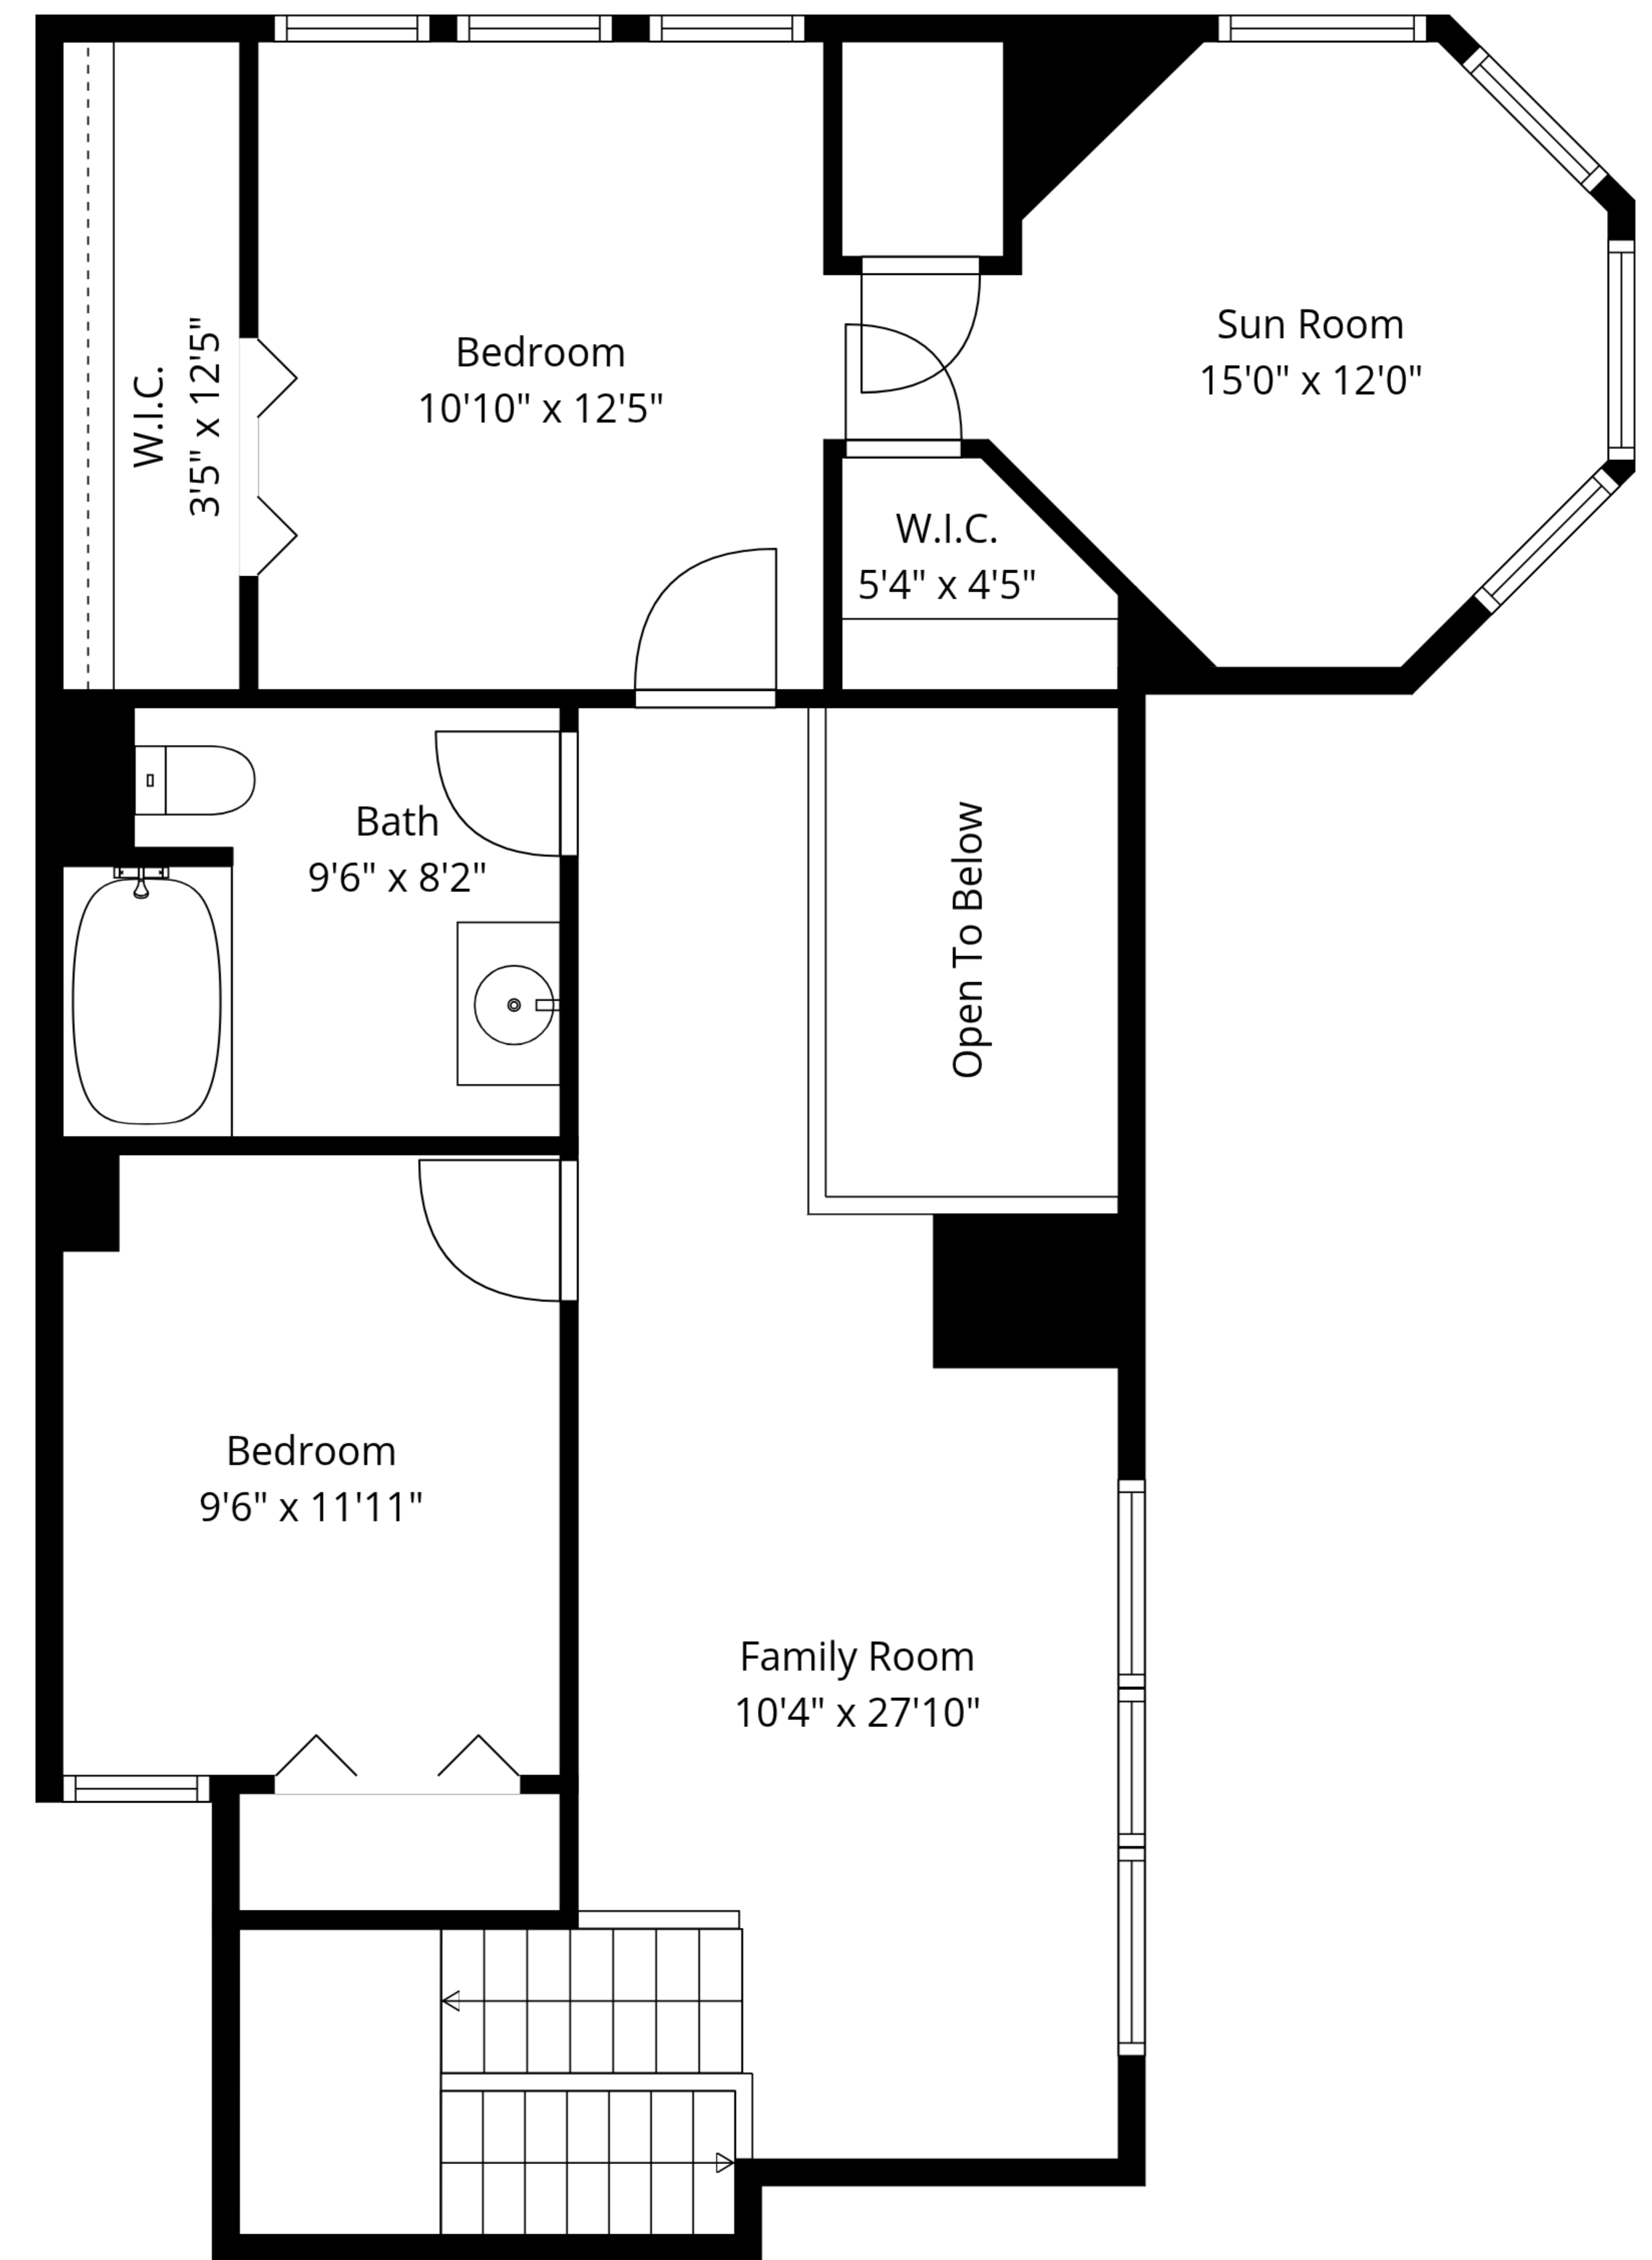 Sun Room
15'0" x 12'0"
Bedroom
10'10" x 12'5"
W.I.C.
3'5" x 12'5"
W.I.C.
5'4" x 4'5"
Bath
9'6" x 8'2"
Open To Below
Bedroom
9'6" x 11'11"
Family Room
10'4" x 27'10"